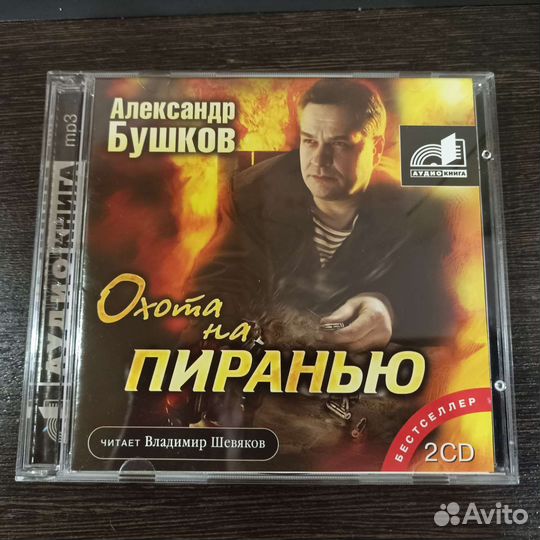 Александр
БУШКОВ
АУДИОКНИГА
Охота
на
ПИРАНЬЮ
ЧИТАЕТ Владимир Шевяков
БЕСТСЕЛЛЕР
2CD
АУДИОКНИГА mp3
Avito